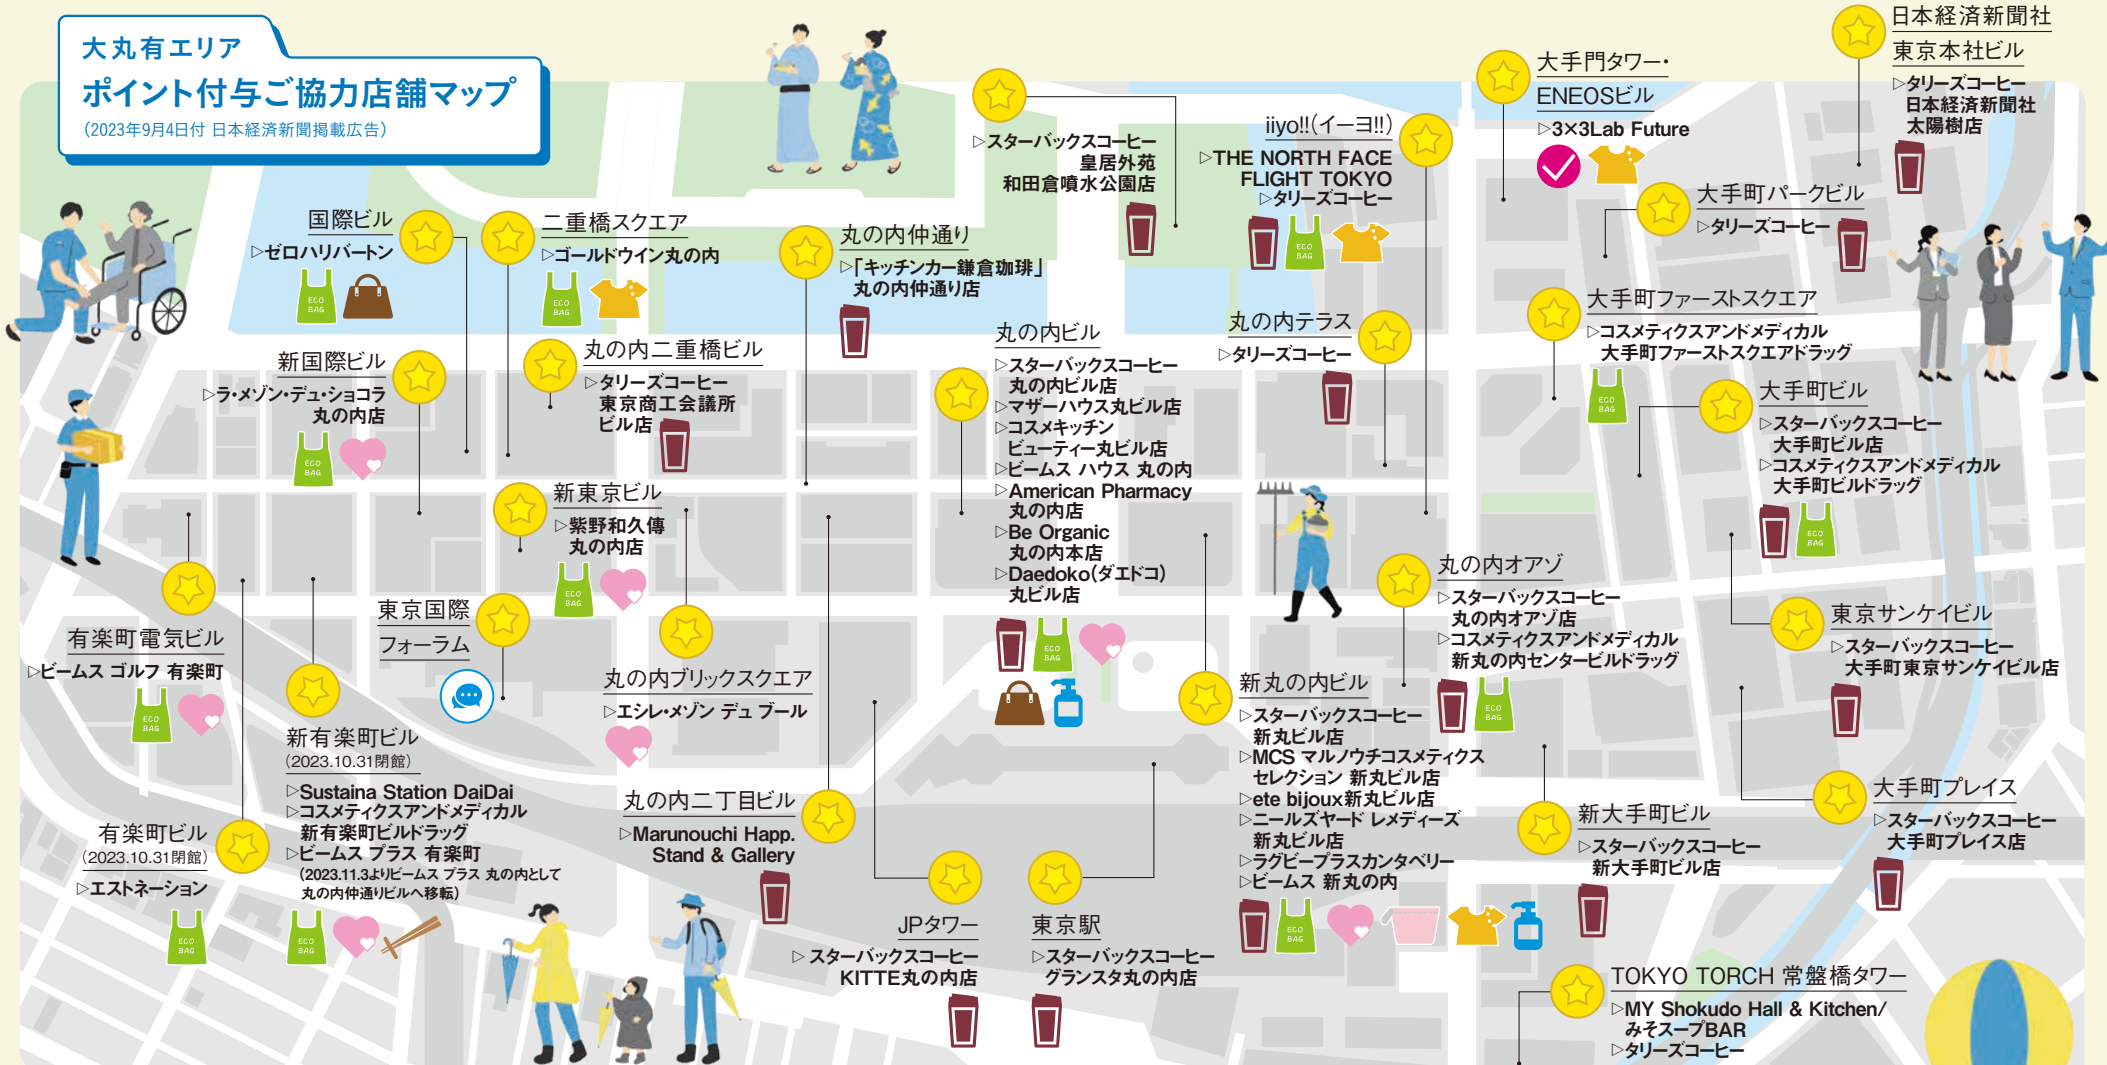 大丸有エリア
ポイント付与ご協力店舗マップ
(2023年9月4日付 日本経済新聞掲載広告)
国際ビル
▷ゼロハリバートン
ECO
BAG
二重橋スクエア
▷ゴールドウイン丸の内
ECO
BAG
丸の内仲通り
▷「キッチンカー鎌倉珈琲」
丸の内仲通り店
▷スターバックスコーヒー
皇居外苑
和田倉噴水公園店
iiyo!!(イーヨ!!)
▷THE NORTH FACE
FLIGHT TOKYO
▷タリーズコーヒー
ECO
BAG
大手門タワー・
ENEOSビル
▷3×3Lab Future
日本経済新聞社
東京本社ビル
▷タリーズコーヒー
日本経済新聞社
太陽樹店
大手町パークビル
▷タリーズコーヒー
新国際ビル
▷ラ・メゾン・デュ・ショコラ
丸の内店
ECO
BAG
丸の内二重橋ビル
▷タリーズコーヒー
東京商工会議所
ビル店
丸の内ビル
▷スターバックスコーヒー
丸の内ビル店
▷マザーハウス丸ビル店
▷コスメキッチン
ビューティー丸ビル店
▷ビームス ハウス 丸の内
▷American Pharmacy
丸の内店
▷Be Organic
丸の内本店
▷Daedoko(ダエドコ)
丸ビル店
ECO
BAG
丸の内テラス
▷タリーズコーヒー
大手町ファーストスクエア
▷コスメティクスアンドメディカル
大手町ファーストスクエアドラッグ
ECO
BAG
大手町ビル
▷スターバックスコーヒー
大手町ビル店
▷コスメティクスアンドメディカル
大手町ビルドラッグ
ECO
BAG
新東京ビル
▷紫野和久傳
丸の内店
ECO
BAG
有楽町電気ビル
▷ビームス ゴルフ 有楽町
ECO
BAG
東京国際
フォーラム
丸の内ブリックスクエア
▷エシレ・メゾン デュ ブール
丸の内オアゾ
▷スターバックスコーヒー
丸の内オアゾ店
▷コスメティクスアンドメディカル
新丸の内センタービルドラッグ
ECO
BAG
東京サンケイビル
▷スターバックスコーヒー
大手町東京サンケイビル店
新有楽町ビル
(2023.10.31閉館)
▷Sustaina Station DaiDai
▷コスメティクスアンドメディカル
新有楽町ビルドラッグ
▷ビームス プラス 有楽町
(2023.11.3よりビームス プラス 丸の内として
丸の内仲通りビルへ移転)
ECO
BAG
有楽町ビル
(2023.10.31閉館)
▷エストネーション
ECO
BAG
丸の内二丁目ビル
▷Marunouchi Happ.
Stand & Gallery
新丸の内ビル
▷スターバックスコーヒー
新丸ビル店
▷MCS マルノウチコスメティクス
セレクション 新丸ビル店
▷ete bijoux新丸ビル店
▷ニールズヤード レメディーズ
新丸ビル店
▷ラグビープラスカンタベリー
▷ビームス 新丸の内
ECO
BAG
新大手町ビル
▷スターバックスコーヒー
新大手町ビル店
大手町プレイス
▷スターバックスコーヒー
大手町プレイス店
JPタワー
▷スターバックスコーヒー
KITTE丸の内店
東京駅
▷スターバックスコーヒー
グランスタ丸の内店
TOKYO TORCH 常盤橋タワー
▷MY Shokudo Hall & Kitchen/
みそスープBAR
▷タリーズコーヒー